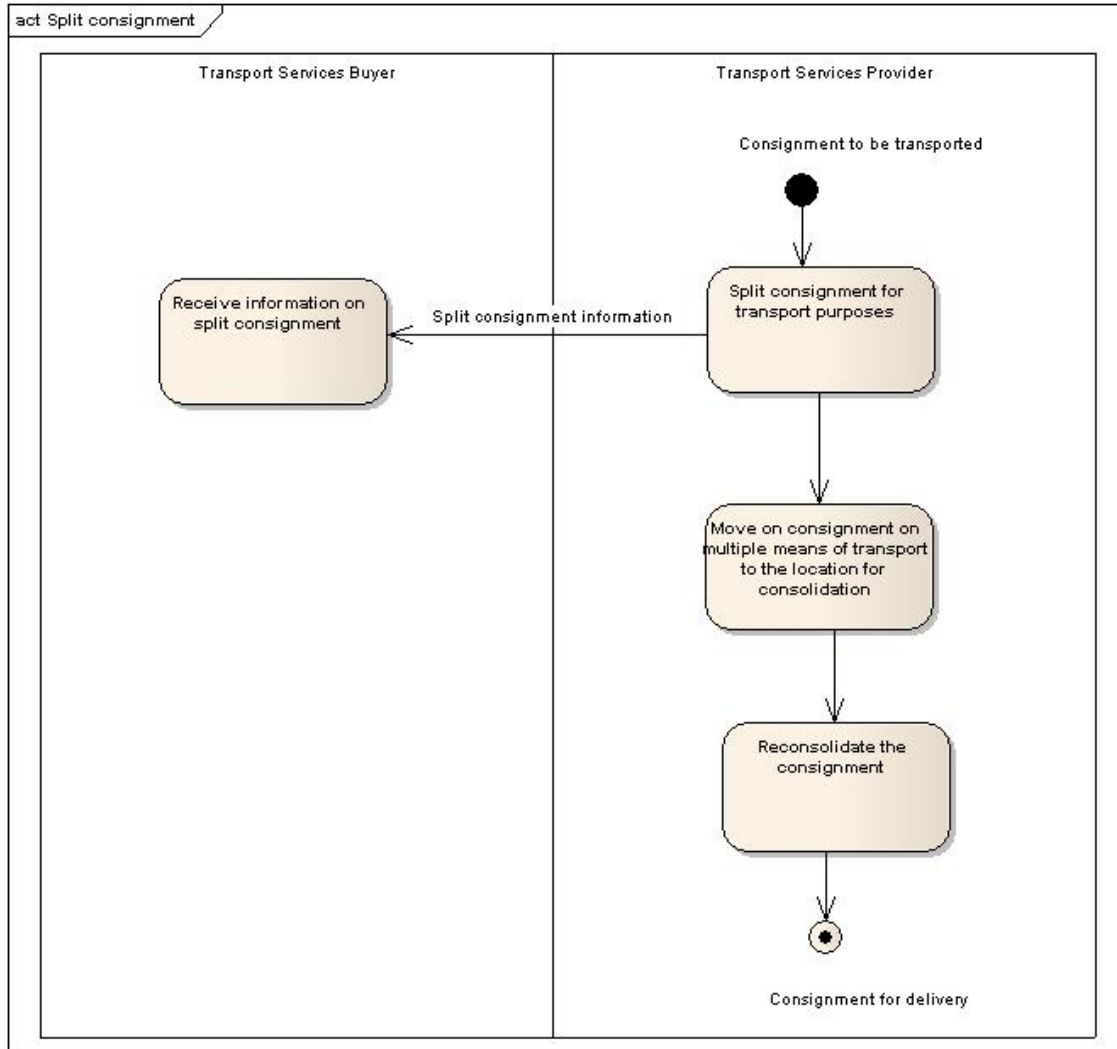 act Split consignment
Transport Services Buyer
Transport Services Provider
Consignment to be transported
Split consignment for
transport purposes
Receive information on
split consignment
Split consignment information
Move on consignment on
multiple means of transport
to the location for
consolidation
Reconsolidate the
consignment
Consignment for delivery